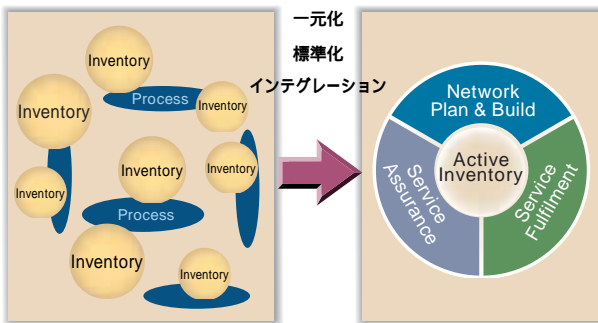 Inventory
Process
Inventory
Inventory
Inventory
Inventory
Inventory
Process
Inventory
Inventory
一元化
標準化
インテグレーション
Network
Plan & Build
Active
Inventory
Service
Assurance
Service
Fulfilment